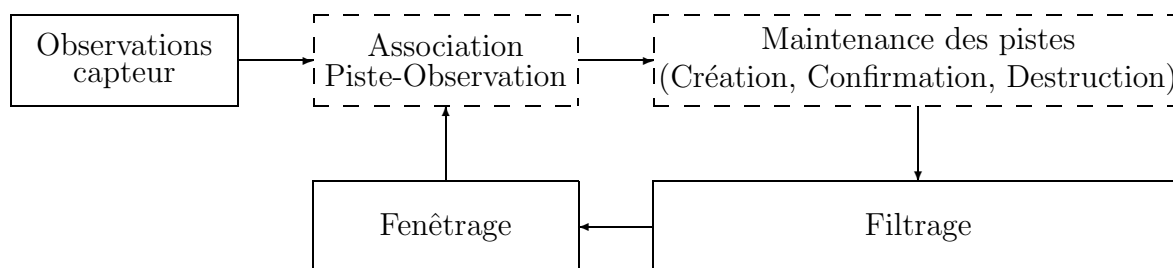 Observations
capteur
Association
Piste-Observation
Maintenance des pistes
(Création, Confirmation, Destruction)
Fenêtrage
Filtrage